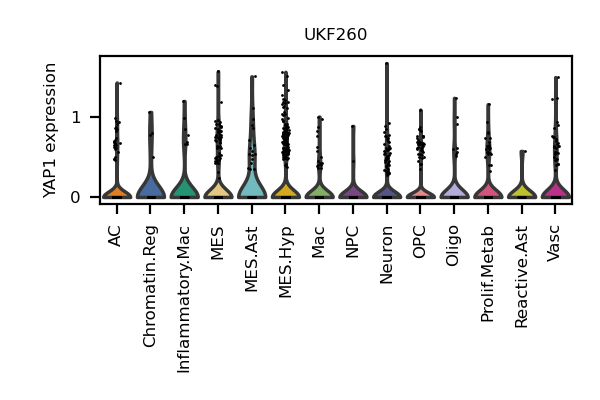 UKF260
YAP1 expression
1
0
AC
Chromatin.Reg
Inflammatory.Mac
MES
MES.Ast
MES.Hyp
Mac
NPC
Neuron
OPC
Oligo
Prolif.Metab
Reactive.Ast
Vasc